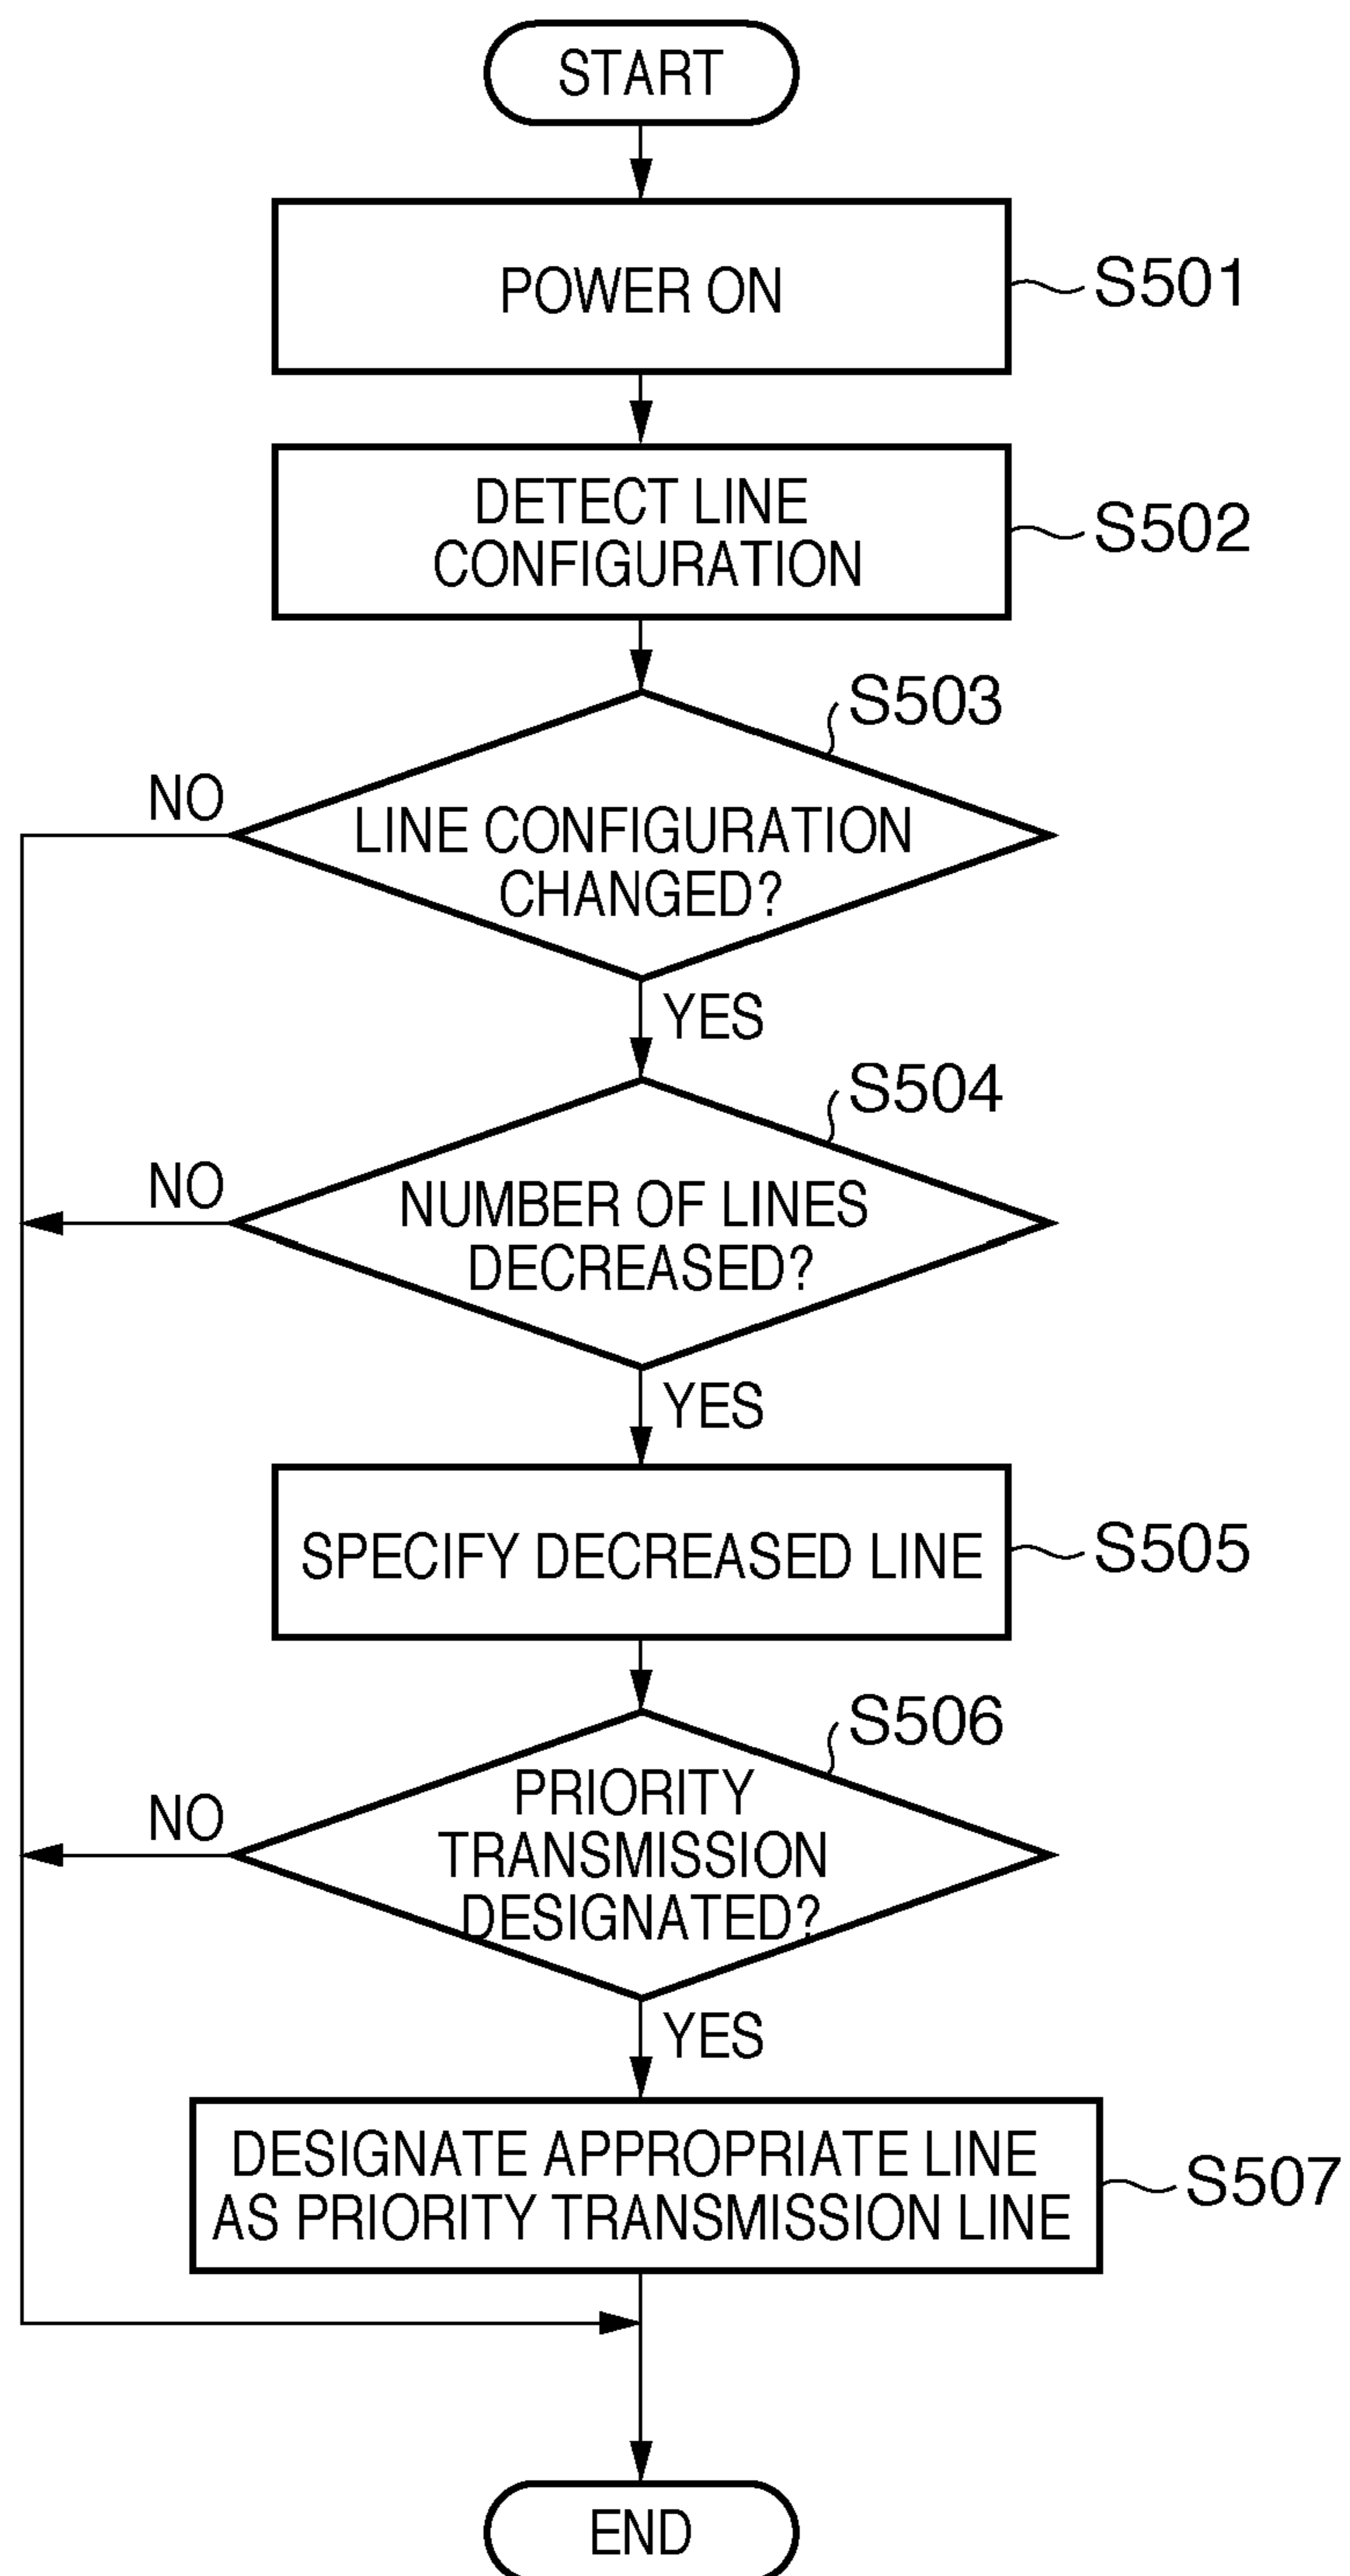 START
POWER ON
S501
DETECT LINE
CONFIGURATION
S502
S503
NO
LINE CONFIGURATION
CHANGED?
YES
S504
NO
NUMBER OF LINES
DECREASED?
YES
SPECIFY DECREASED LINE
S505
S506
NO
PRIORITY
TRANSMISSION
DESIGNATED?
YES
DESIGNATE APPROPRIATE LINE
AS PRIORITY TRANSMISSION LINE
S507
END